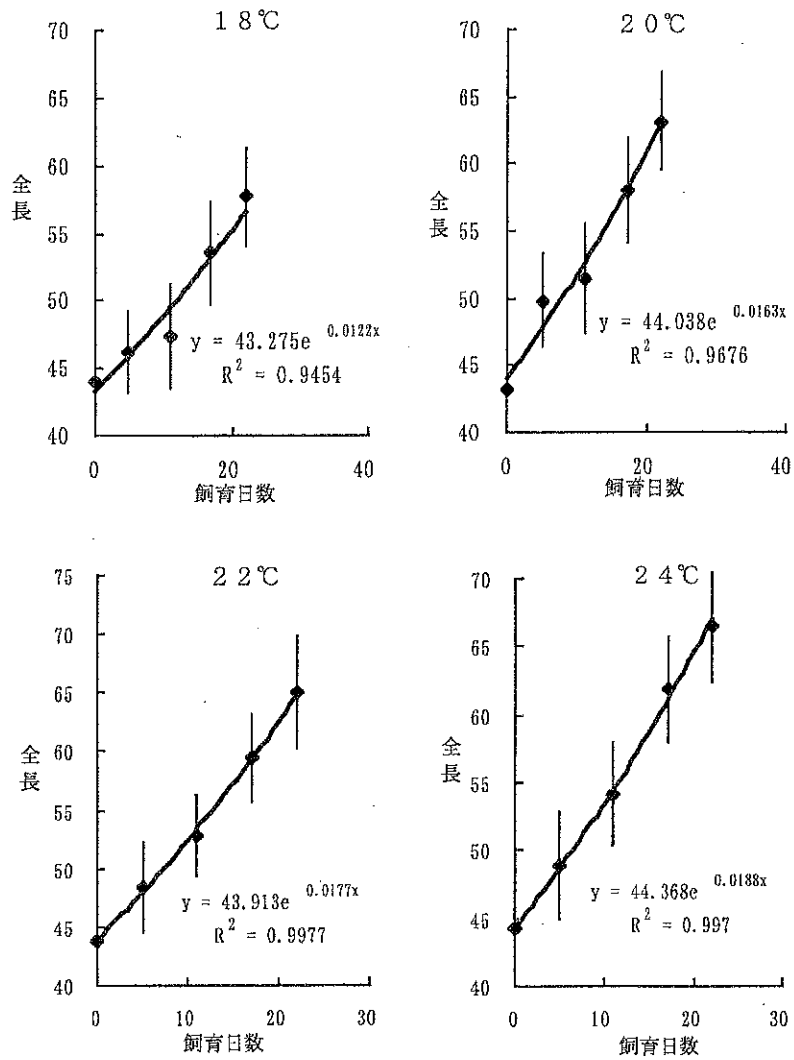 18℃
70
65
60
55
50
45
40
全長
y = 43.275e^0.0122x
R² = 0.9454
0 20 40
飼育日数
20℃
70
65
60
55
50
45
40
全長
y = 44.038e^0.0163x
R² = 0.9676
0 20 40
飼育日数
22℃
75
70
65
60
55
50
45
40
全長
y = 43.913e^0.0177x
R² = 0.9977
0 10 20 30
飼育日数
24℃
70
65
60
55
50
45
40
全長
y = 44.368e^0.0188x
R² = 0.997
0 10 20 30
飼育日数